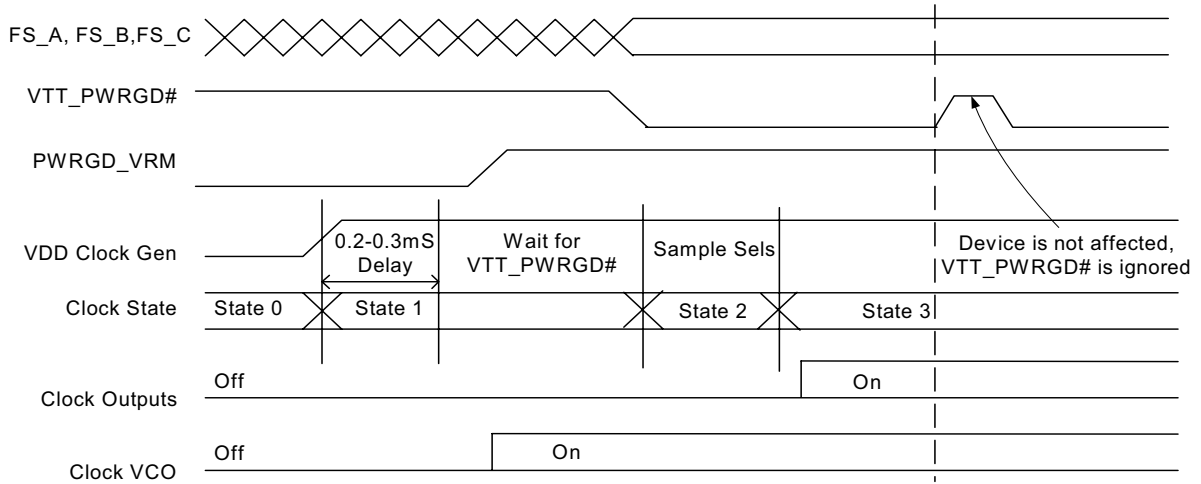 FS_A, FS_B,FS_C
VTT_PWRGD#
PWRGD_VRM
VDD Clock Gen
0.2-0.3mS
Delay
Wait for
VTT_PWRGD#
Sample Sels
Device is not affected,
VTT_PWRGD# is ignored
Clock State
State 0
State 1
State 2
State 3
Clock Outputs
Off
On
Clock VCO
Off
On